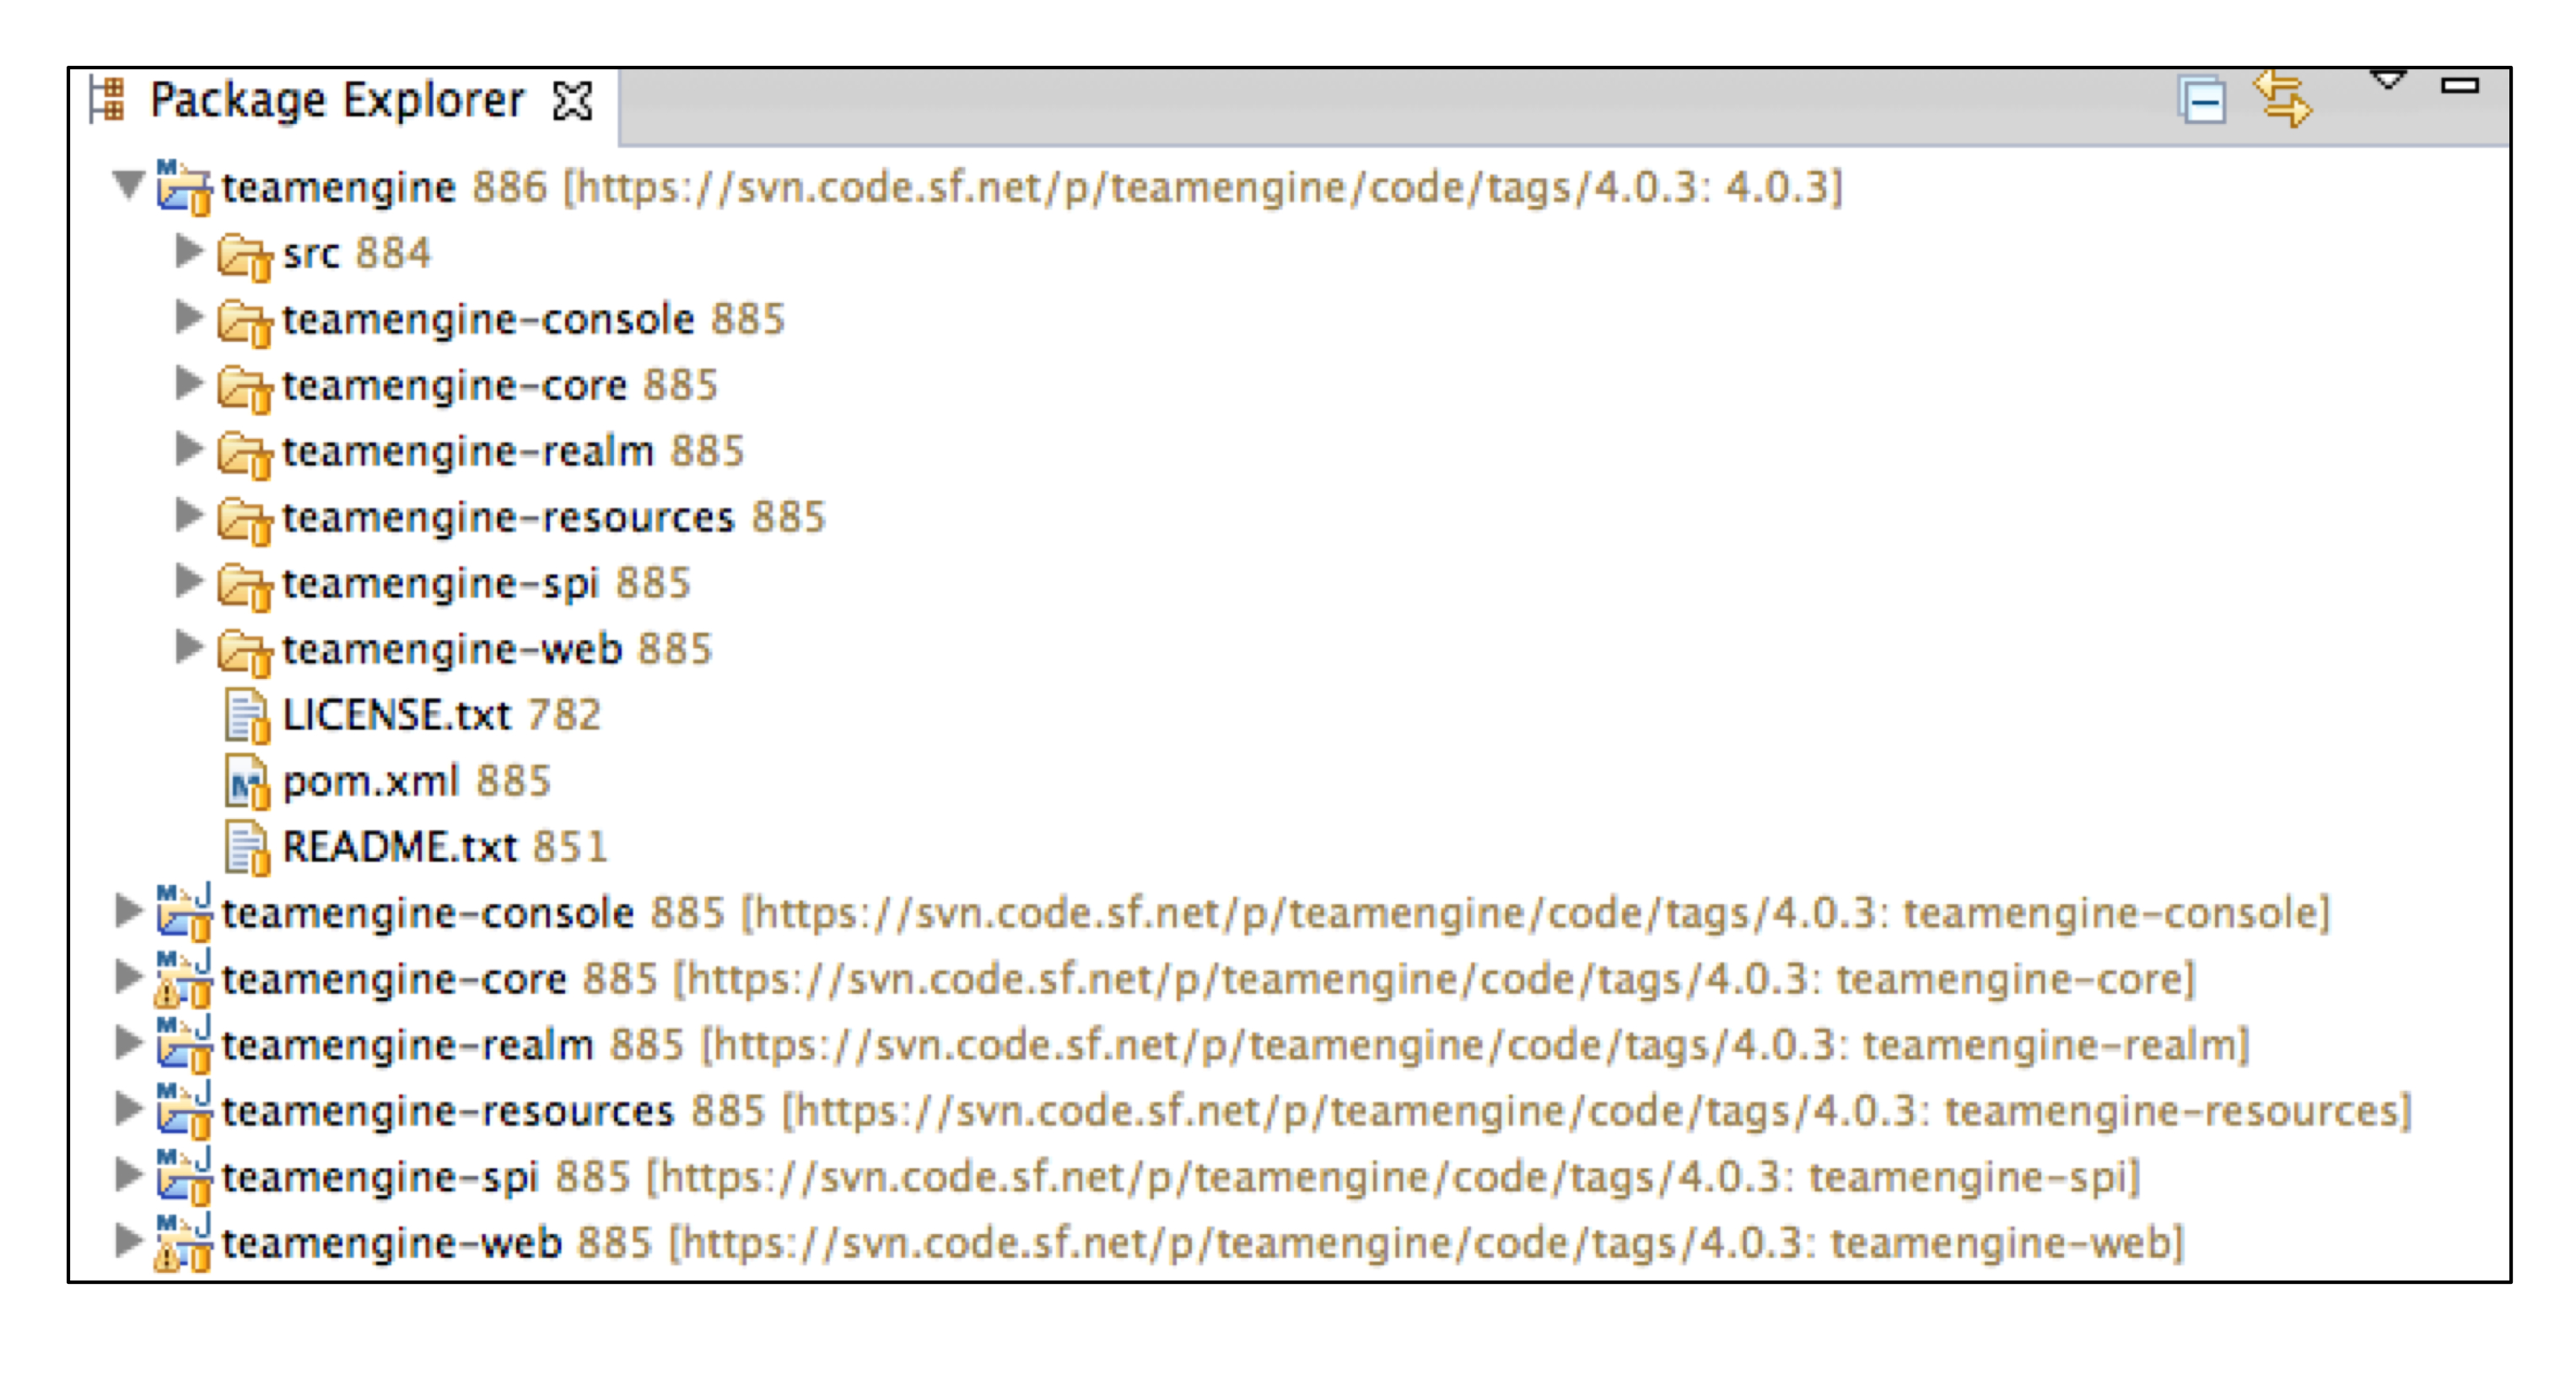 Package Explorer
teamengine 886 [https://svn.code.sf.net/p/teamengine/code/tags/4.0.3: 4.0.3]
src 884
teamengine-console 885
teamengine-core 885
teamengine-realm 885
teamengine-resources 885
teamengine-spi 885
teamengine-web 885
LICENSE.txt 782
pom.xml 885
README.txt 851
teamengine-console 885 [https://svn.code.sf.net/p/teamengine/code/tags/4.0.3: teamengine-console]
teamengine-core 885 [https://svn.code.sf.net/p/teamengine/code/tags/4.0.3: teamengine-core]
teamengine-realm 885 [https://svn.code.sf.net/p/teamengine/code/tags/4.0.3: teamengine-realm]
teamengine-resources 885 [https://svn.code.sf.net/p/teamengine/code/tags/4.0.3: teamengine-resources]
teamengine-spi 885 [https://svn.code.sf.net/p/teamengine/code/tags/4.0.3: teamengine-spi]
teamengine-web 885 [https://svn.code.sf.net/p/teamengine/code/tags/4.0.3: teamengine-web]